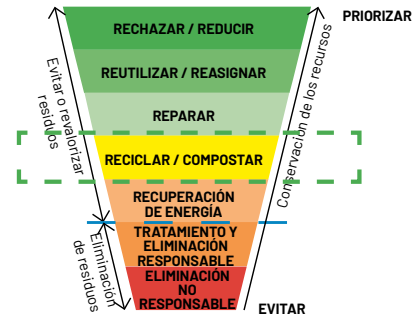 PRIORIZAR
RECHAZAR / REDUCIR
REUTILIZAR / REASIGNAR
REPARAR
RECICLAR / COMPOSTAR
RECUPERACIÓN
DE ENERGÍA
TRATAMIENTO Y
ELIMINACIÓN
RESPONSABLE
ELIMINACIÓN
NO
RESPONSABLE
EVITAR
Evitar o revalorizar
residuos
Eliminación
de residuos
Conservación de los recursos